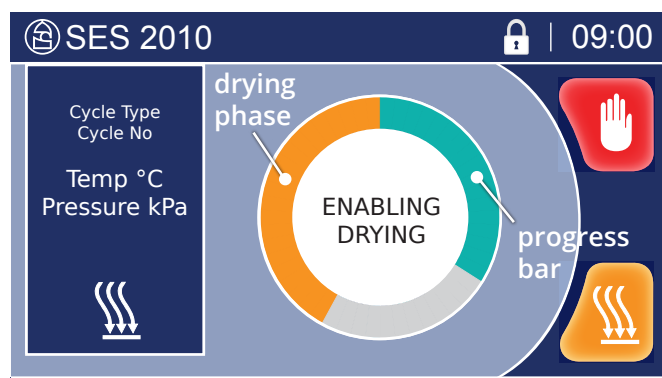 SES 2010
09:00
Cycle Type
Cycle No
Temp °C
Pressure kPa
drying
phase
ENABLING
DRYING
progress
bar